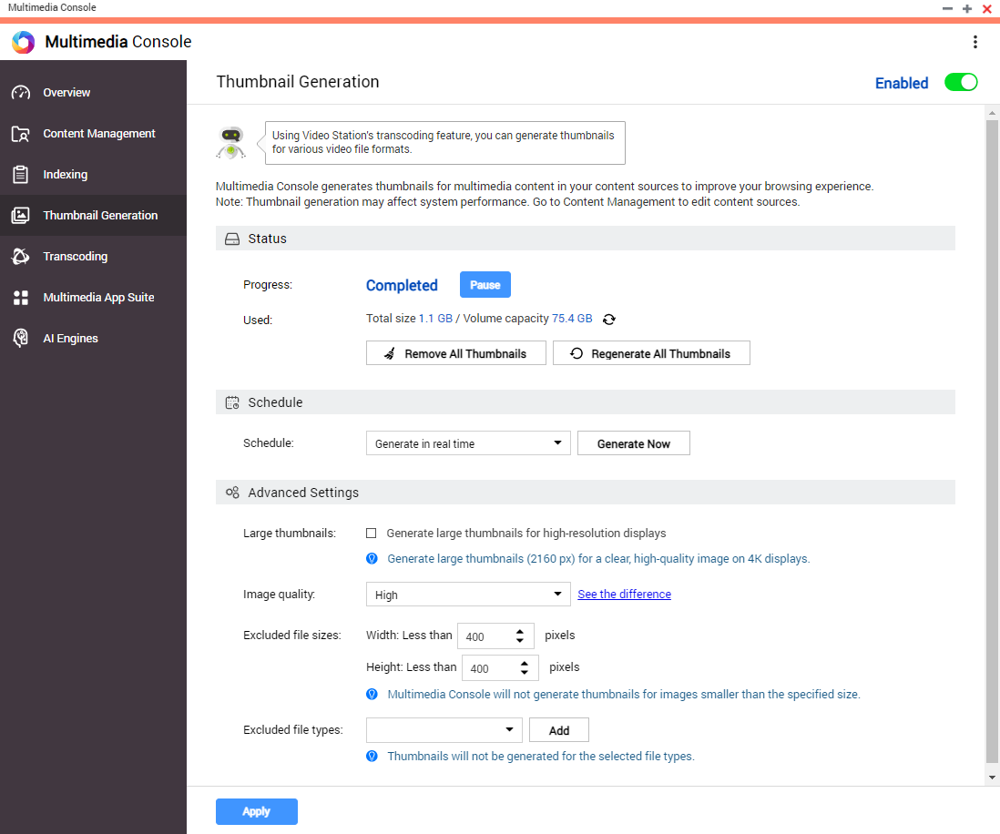 Multimedia Console
Multimedia Console
Thumbnail Generation
Enabled
Overview
Content Management
Indexing
Thumbnail Generation
Transcoding
Multimedia App Suite
AI Engines
Using Video Station's transcoding feature, you can generate thumbnails
for various video file formats.
Multimedia Console generates thumbnails for multimedia content in your content sources to improve your browsing experience.
Note: Thumbnail generation may affect system performance. Go to Content Management to edit content sources.
Status
Progress: Completed Pause
Used: Total size 1.1 GB / Volume capacity 75.4 GB
Remove All Thumbnails Regenerate All Thumbnails
Schedule
Schedule: Generate in real time Generate Now
Advanced Settings
Large thumbnails: Generate large thumbnails for high-resolution displays
Generate large thumbnails (2160 px) for a clear, high-quality image on 4K displays.
Image quality: High See the difference
Excluded file sizes: Width: Less than 400 pixels
Height: Less than 400 pixels
Multimedia Console will not generate thumbnails for images smaller than the specified size.
Excluded file types: Add
Thumbnails will not be generated for the selected file types.
Apply